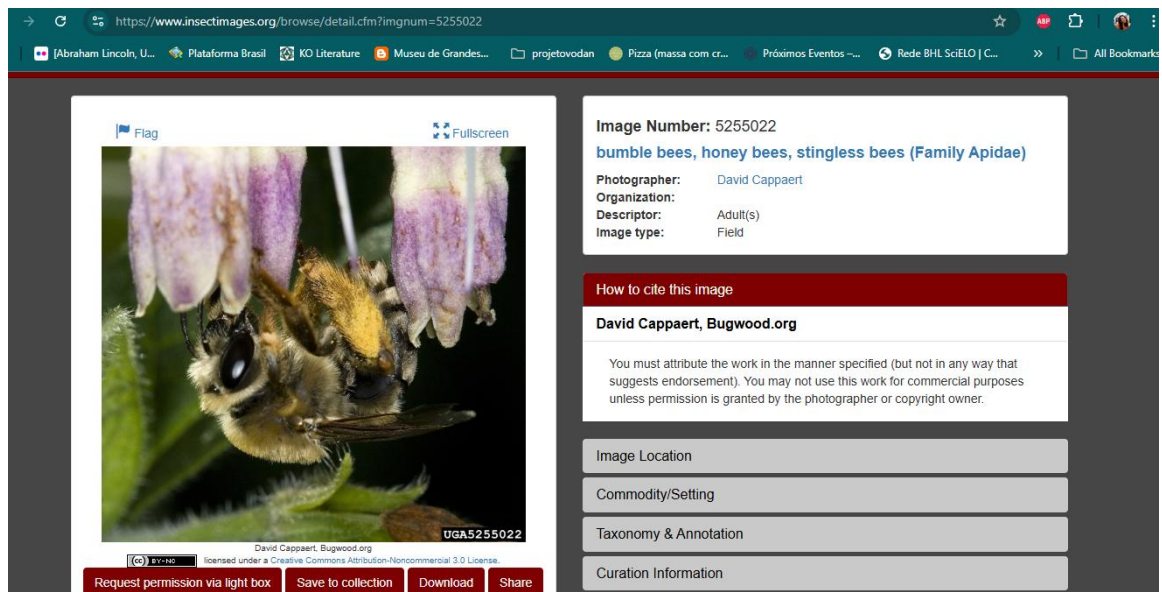 https://www.insectimages.org/browse/detail.cfm?imgnum=5255022
ABP
[Abraham Lincoln, U... Plataforma Brasil KO Literature Museu de Grandes... projetovodan Pizza (massa com cr... Próximos Eventos –... Rede BHL SciELO | C... » All Bookmarks
Flag Fullscreen
UGA5255022
David Cappaert, Bugwood.org
(cc) BY-NC licensed under a Creative Commons Attribution-Noncommercial 3.0 License.
Request permission via light box Save to collection Download Share
Image Number: 5255022
bumble bees, honey bees, stingless bees (Family Apidae)
Photographer: David Cappaert
Organization:
Descriptor: Adult(s)
Image type: Field
How to cite this image
David Cappaert, Bugwood.org
You must attribute the work in the manner specified (but not in any way that
suggests endorsement). You may not use this work for commercial purposes
unless permission is granted by the photographer or copyright owner.
Image Location
Commodity/Setting
Taxonomy & Annotation
Curation Information